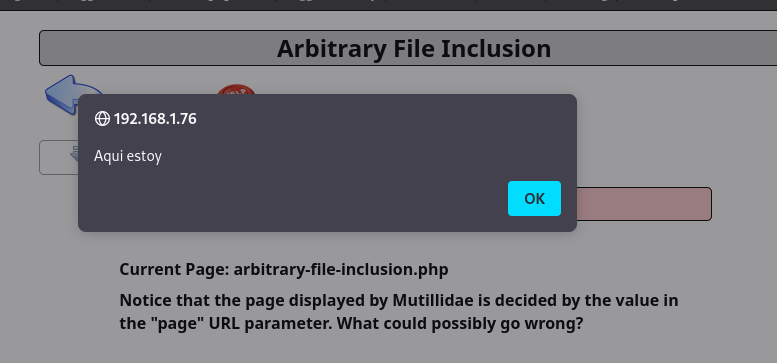 Arbitrary File Inclusion
192.168.1.76
Aqui estoy
OK
Current Page: arbitrary-file-inclusion.php
Notice that the page displayed by Mutillidae is decided by the value in
the "page" URL parameter. What could possibly go wrong?